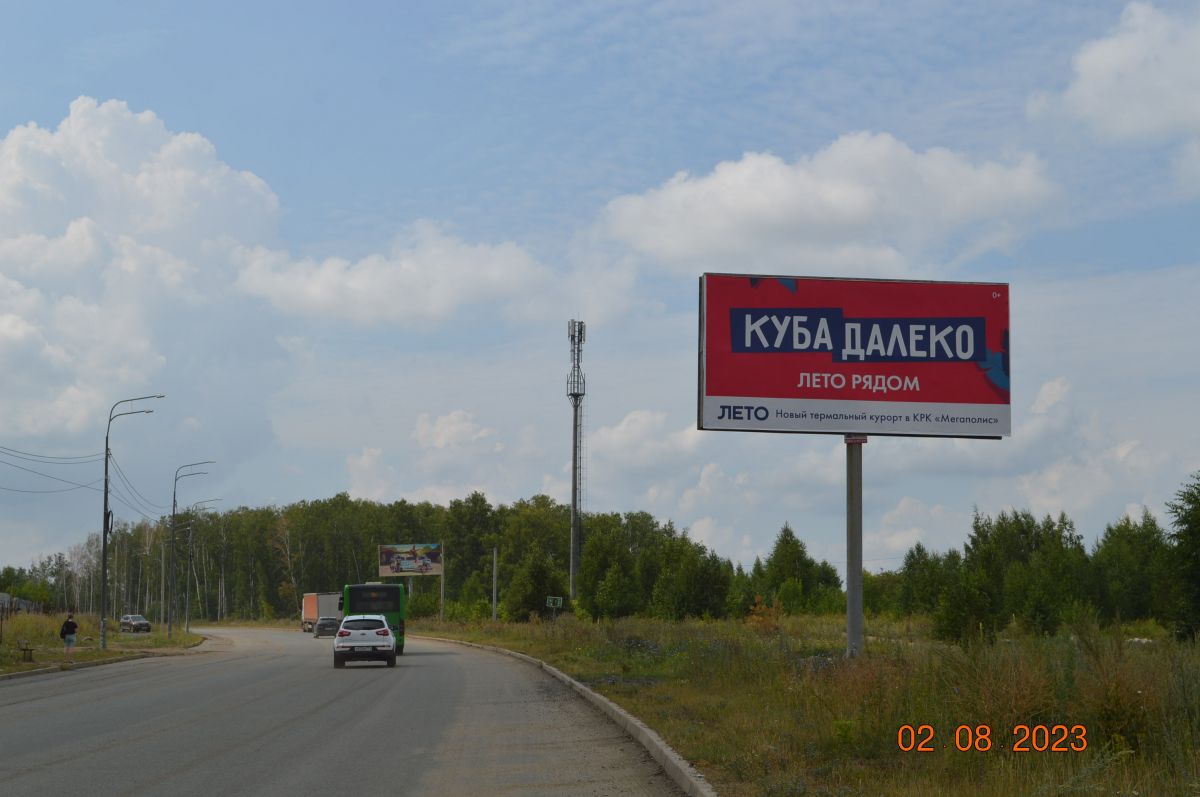 0+
КУБА ДАЛЕКО
ЛЕТО РЯДОМ
ЛЕТО Новый термальный курорт в КРК «Мегаполис»
02.08.2023